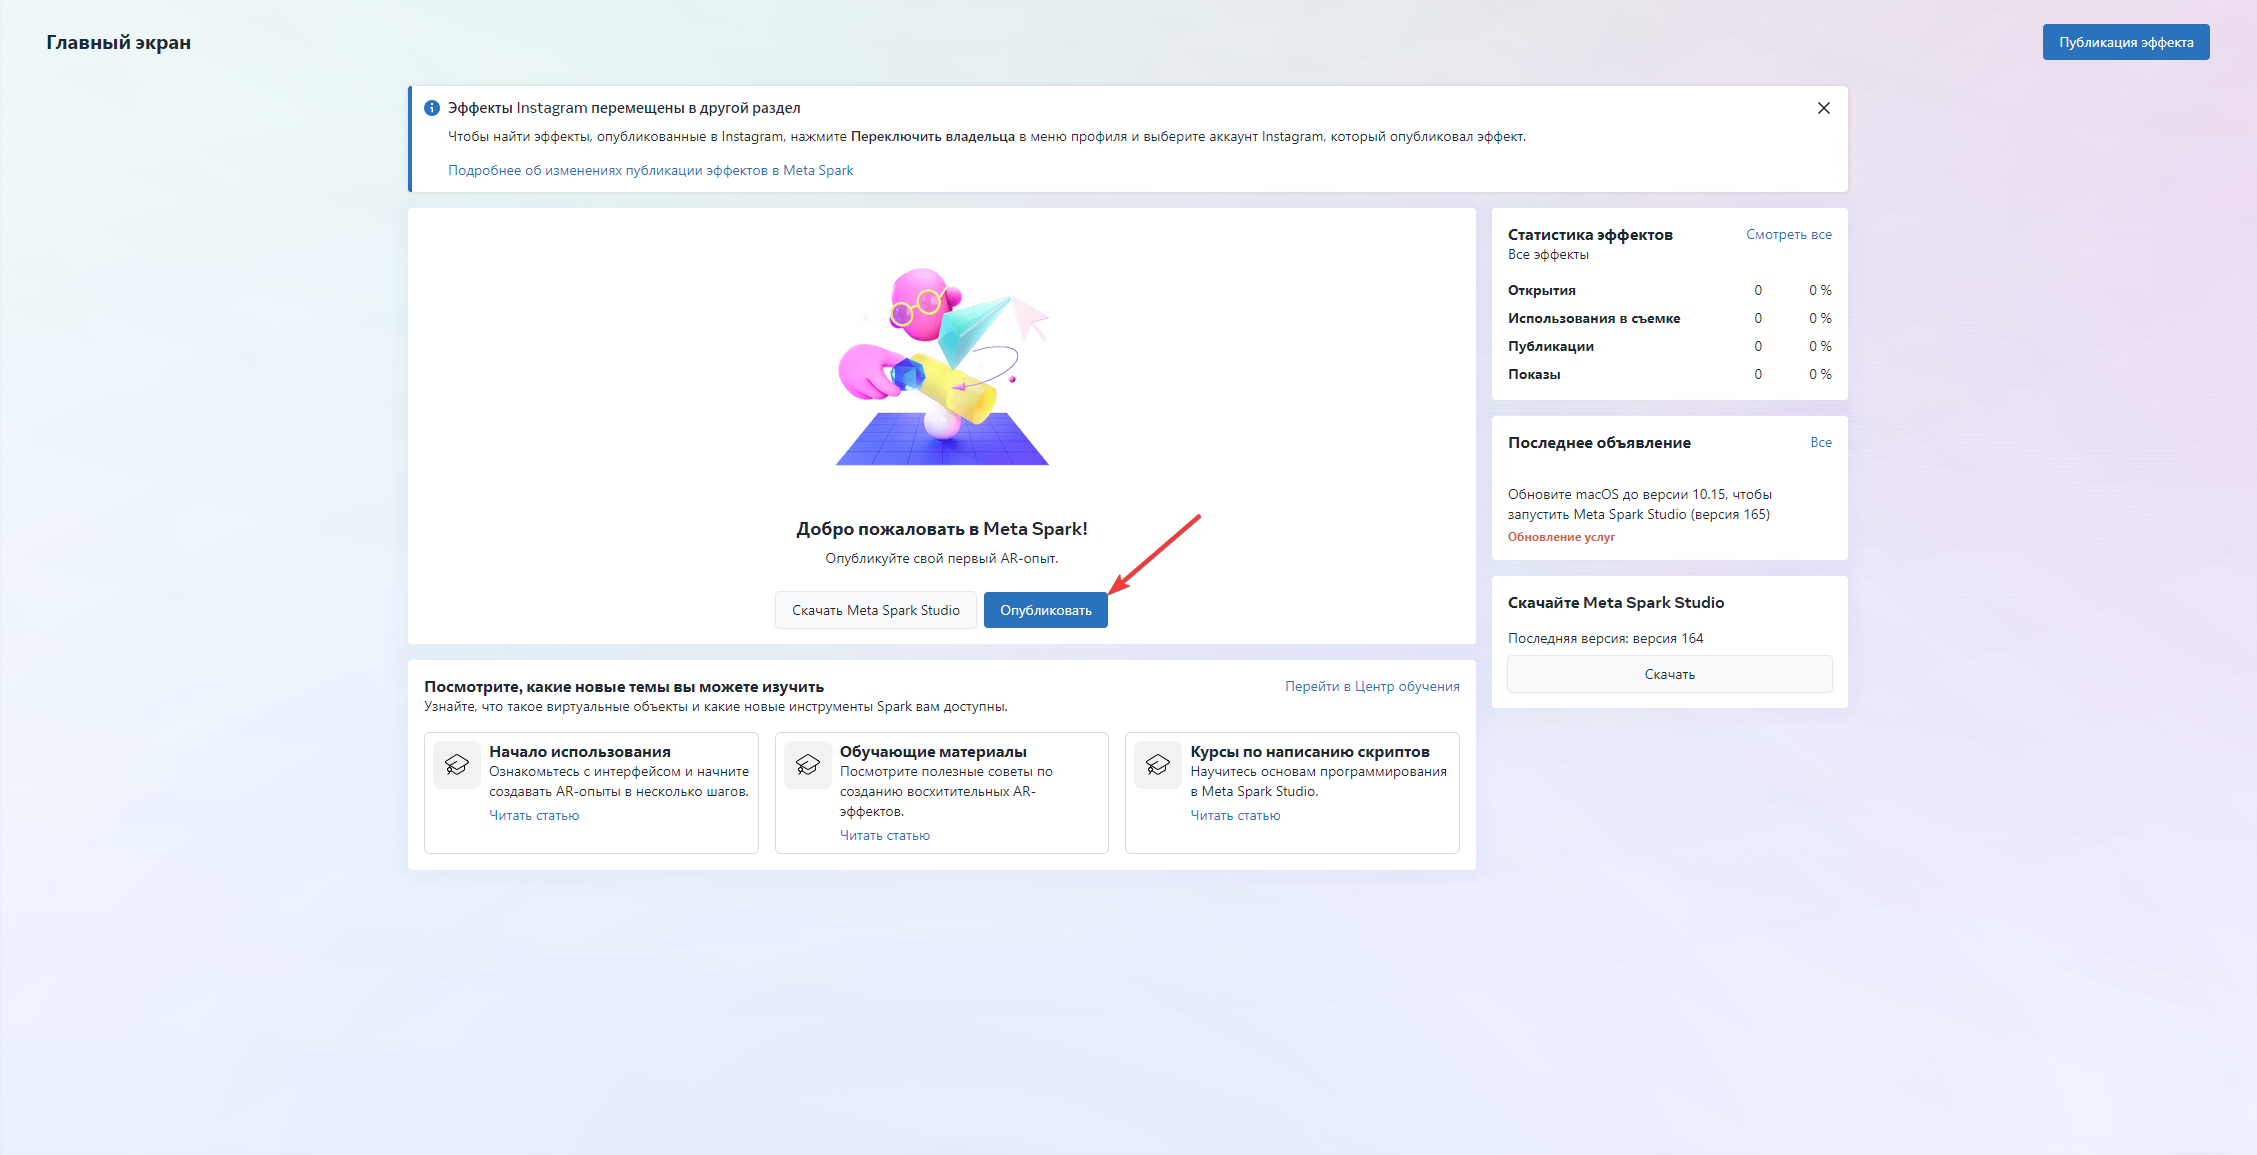 Главный экран
Публикация эффекта
Эффекты Instagram перемещены в другой раздел
Чтобы найти эффекты, опубликованные в Instagram, нажмите Переключить владельца в меню профиля и выберите аккаунт Instagram, который опубликовал эффект.
Подробнее об изменениях публикации эффектов в Meta Spark
Добро пожаловать в Meta Spark!
Опубликуйте свой первый AR-опыт.
Скачать Meta Spark Studio
Опубликовать
Посмотрите, какие новые темы вы можете изучить
Перейти в Центр обучения
Узнайте, что такое виртуальные объекты и какие новые инструменты Spark вам доступны.
Начало использования
Ознакомьтесь с интерфейсом и начните
создавать AR-опыты в несколько шагов.
Читать статью
Обучающие материалы
Посмотрите полезные советы по
созданию восхитительных AR-
эффектов.
Читать статью
Курсы по написанию скриптов
Научитесь основам программирования
в Meta Spark Studio.
Читать статью
Статистика эффектов
Смотреть все
Все эффекты
Открытия 0 0 %
Использования в съемке 0 0 %
Публикации 0 0 %
Показы 0 0 %
Последнее объявление
Все
Обновите macOS до версии 10.15, чтобы
запустить Meta Spark Studio (версия 165)
Обновление услуг
Скачайте Meta Spark Studio
Последняя версия: версия 164
Скачать